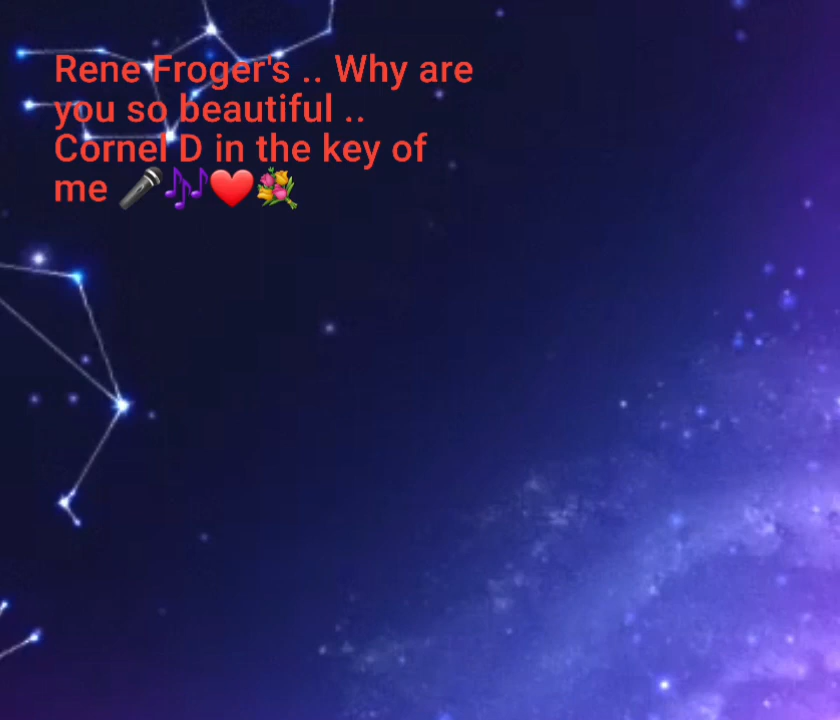 Rene Froger's .. Why are
you so beautiful ..
Cornel D in the key of
me 🎤🎶❤️💐